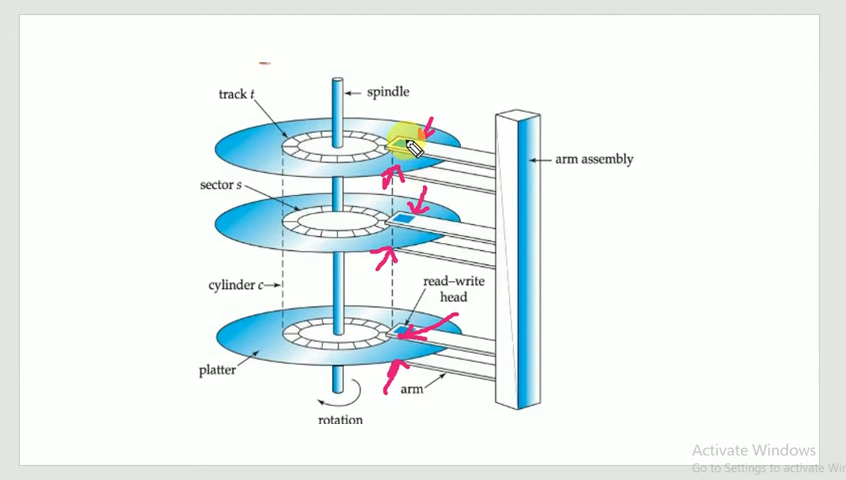 track t
spindle
arm assembly
sector s
cylinder c
read–write
head
platter
arm
rotation
Activate Windows
Go to Settings to activate Wi